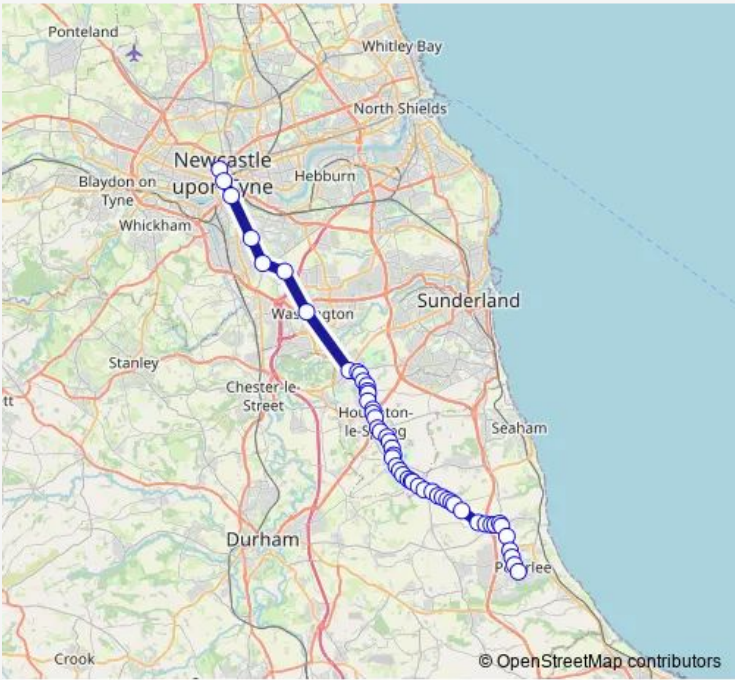 Ponteland
Whitley Bay
North Shields
Newcastle
upon Tyne
Hebburn
Blaydon on
Tyne
Whickham
Sunderland
Washington
Stanley
Chester-le-
Street
Houghton-
le-Spring
tt
Seaham
Durham
Peterlee
Crook
© OpenStreetMap contributors